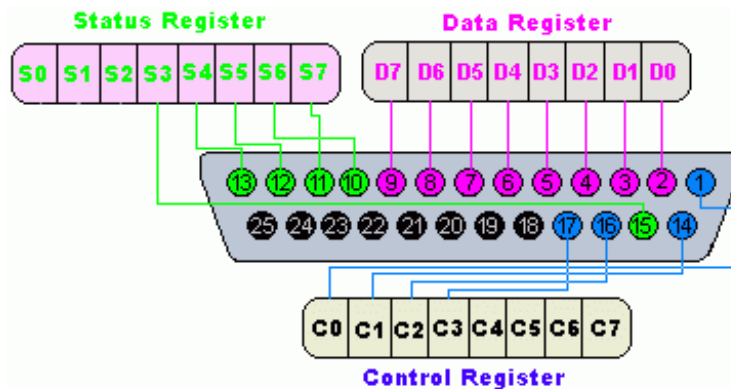 Status Register Data Register
S0 S1 S2 S3 S4 S5 S6 S7 D7 D6 D5 D4 D3 D2 D1 D0
13 12 11 10 9 8 7 6 5 4 3 2 1
25 24 23 22 21 20 19 18 17 16 15 14
C0 C1 C2 C3 C4 C5 C6 C7
Control Register